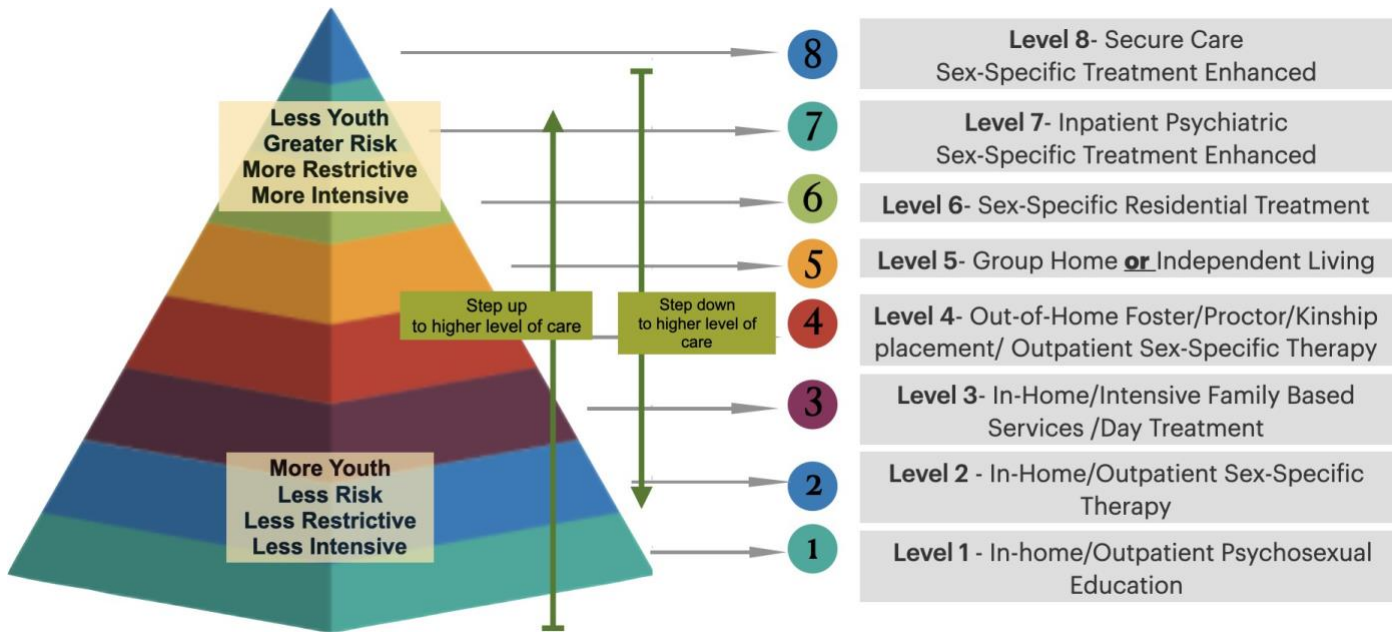 Less Youth
Greater Risk
More Restrictive
More Intensive
More Youth
Less Risk
Less Restrictive
Less Intensive
Step up
to higher level of care
Step down
to higher level of
care
8
Level 8- Secure Care
Sex-Specific Treatment Enhanced
7
Level 7- Inpatient Psychiatric
Sex-Specific Treatment Enhanced
6
Level 6- Sex-Specific Residential Treatment
5
Level 5- Group Home or Independent Living
4
Level 4- Out-of-Home Foster/Proctor/Kinship
placement/ Outpatient Sex-Specific Therapy
3
Level 3- In-Home/Intensive Family Based
Services /Day Treatment
2
Level 2 - In-Home/Outpatient Sex-Specific
Therapy
1
Level 1 - In-home/Outpatient Psychosexual
Education